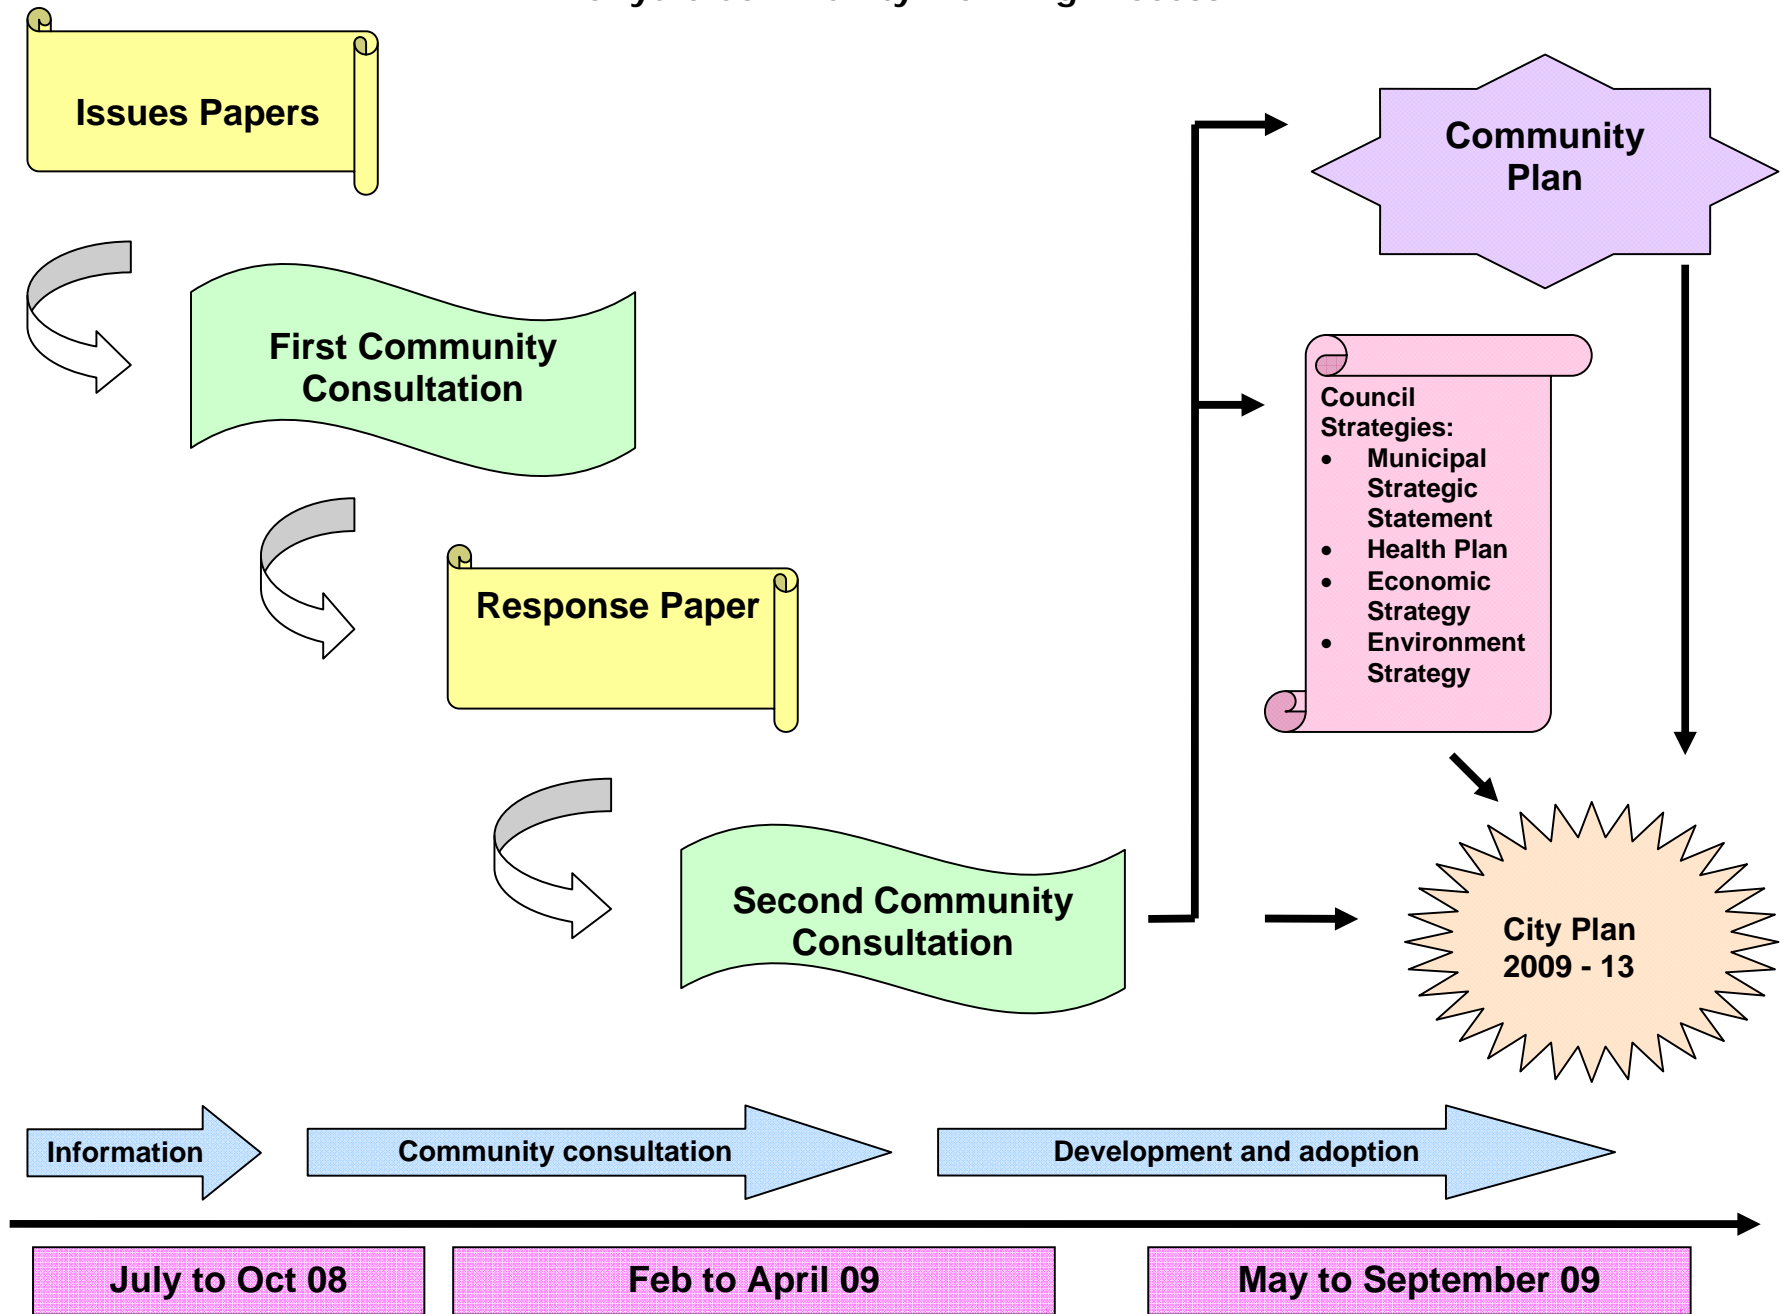 Issues Papers
Community
Plan
First Community
Consultation
Council
Strategies:
• Municipal
Strategic
Statement
• Health Plan
• Economic
Strategy
• Environment
Strategy
Response Paper
Second Community
Consultation
City Plan
2009 - 13
Information
Community consultation
Development and adoption
July to Oct 08
Feb to April 09
May to September 09